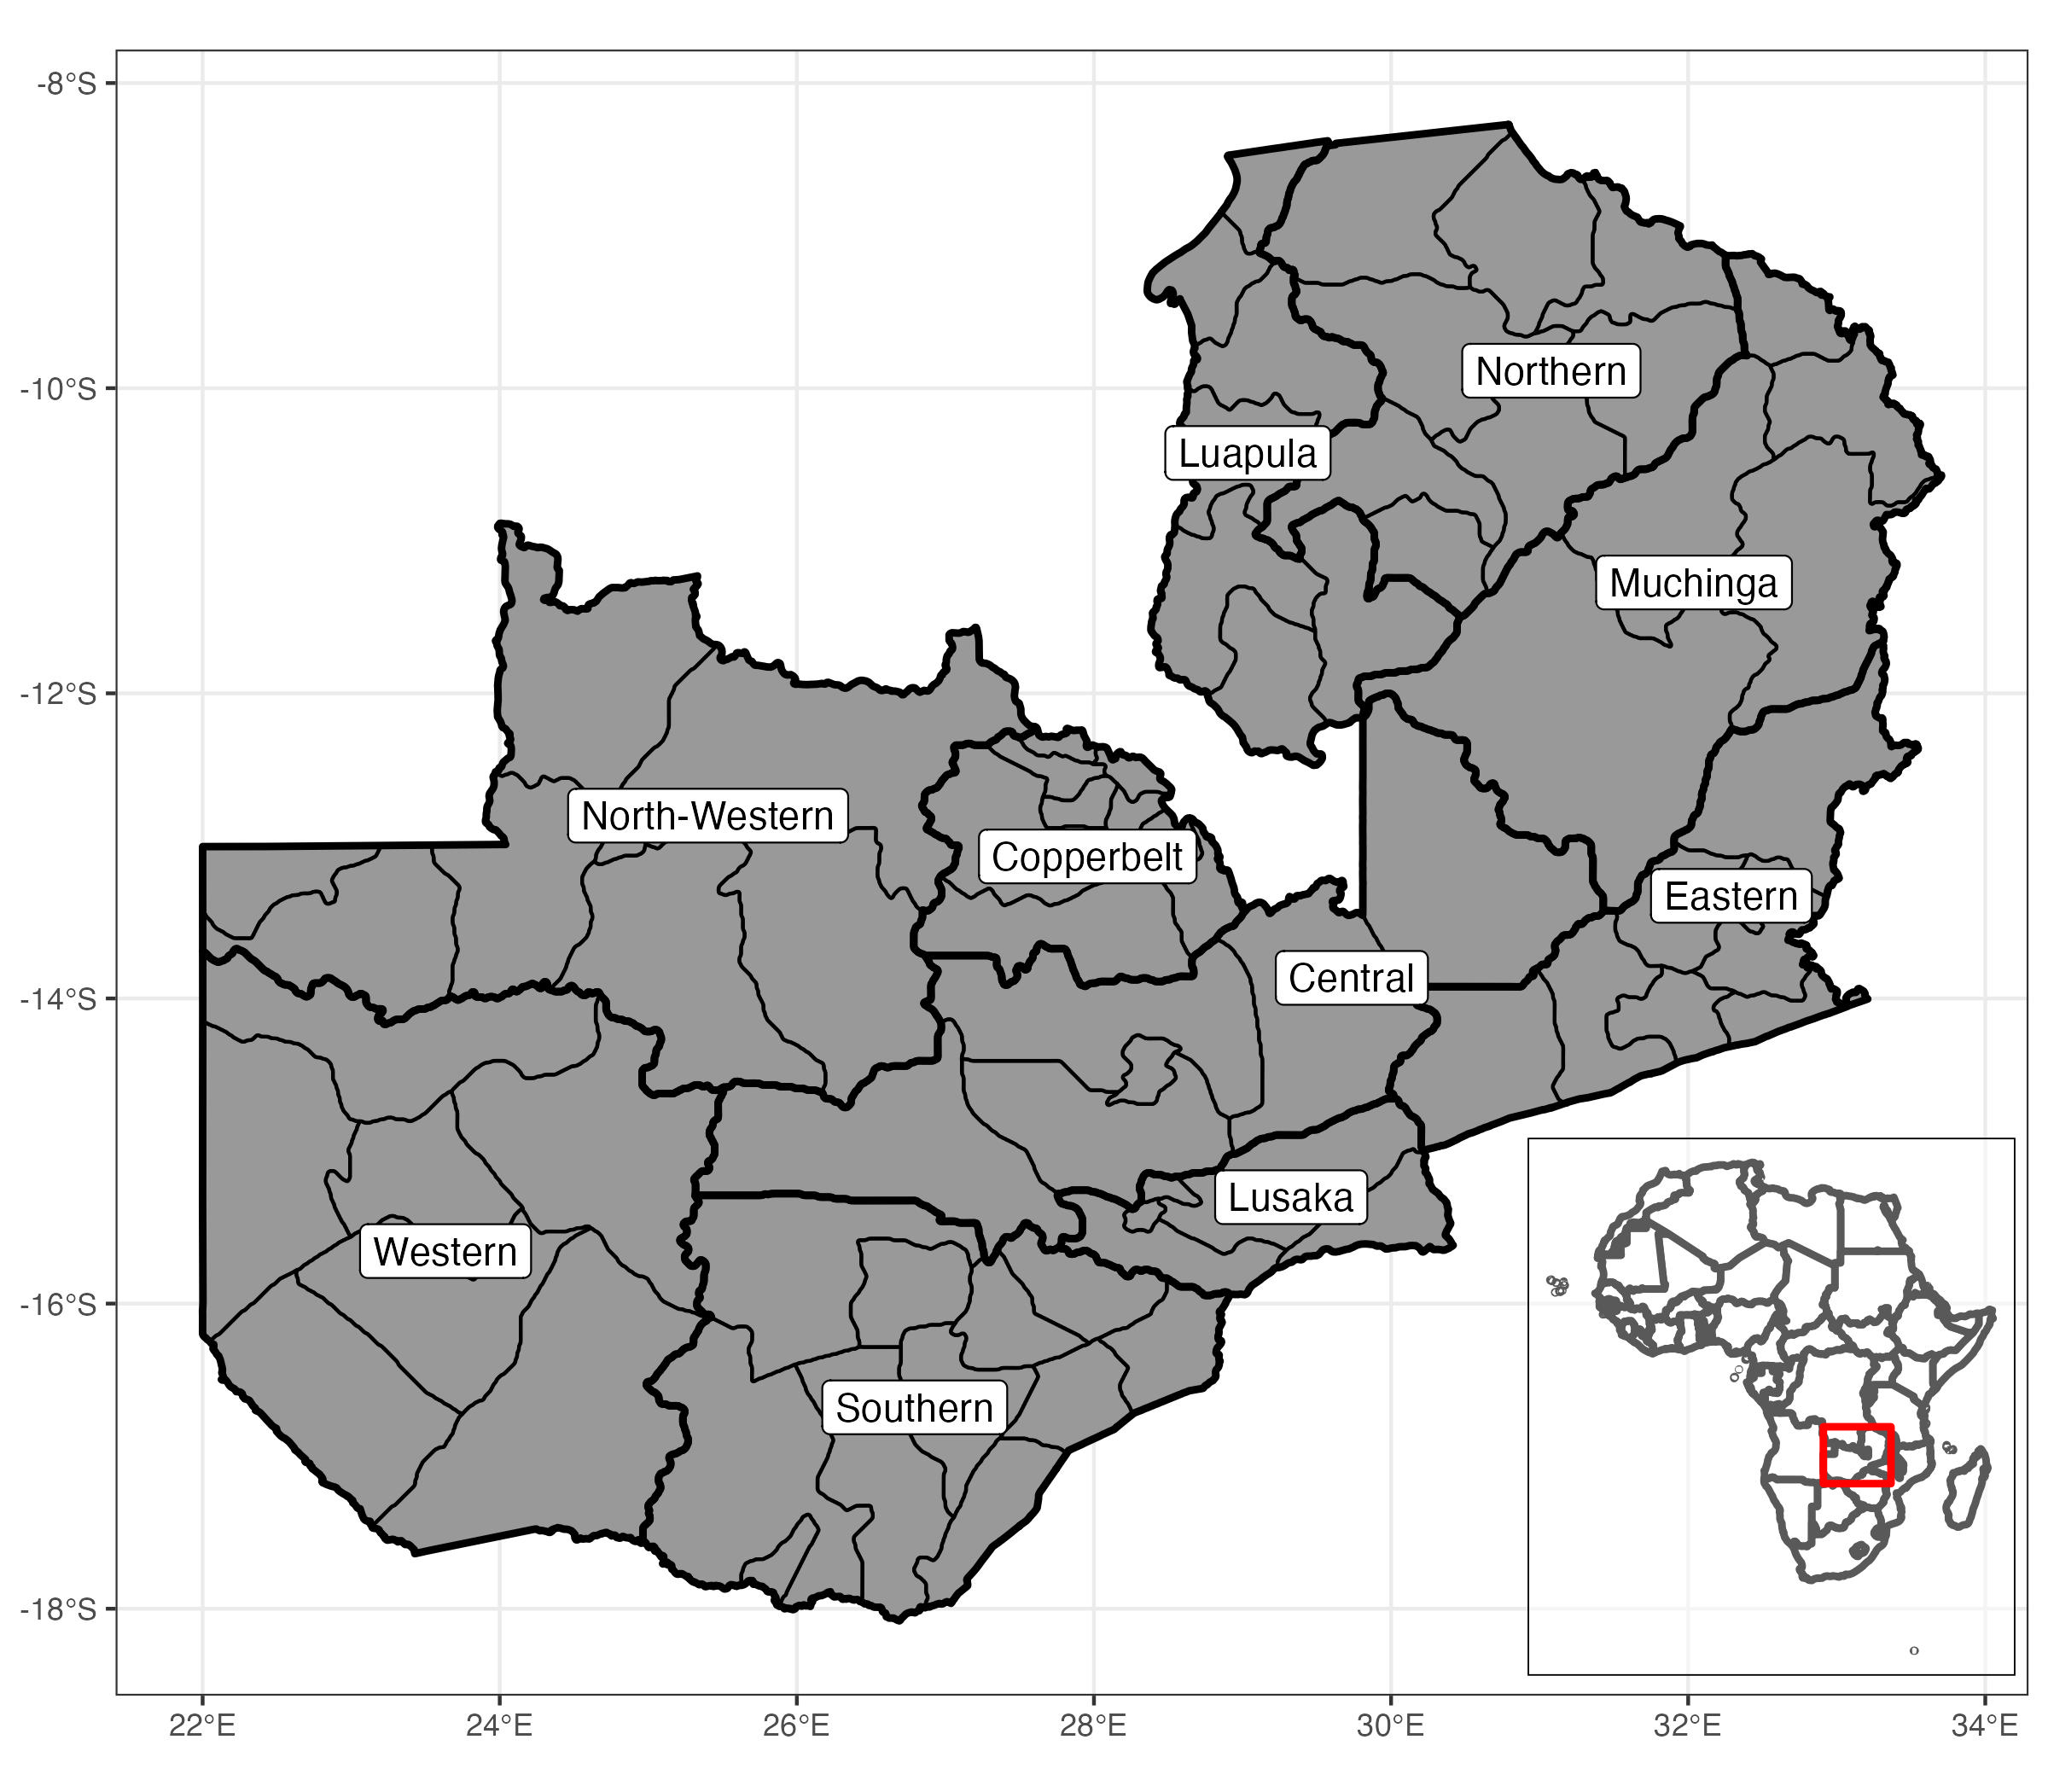 -8°S
-10°S
-12°S
-14°S
-16°S
-18°S
Northern
Luapula
Muchinga
North-Western
Copperbelt
Eastern
Central
Lusaka
Western
Southern
22°E
24°E
26°E
28°E
30°E
32°E
34°E